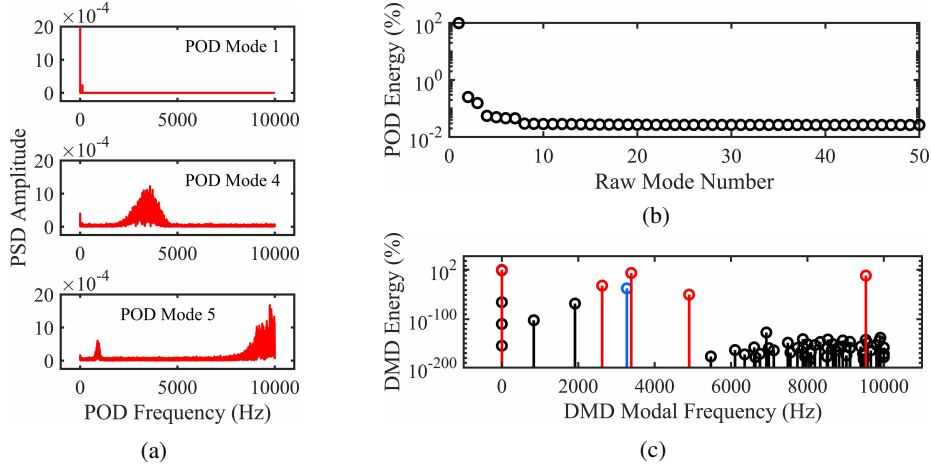 ×10⁻⁴
20
10
0
POD Mode 1
0 5000 10000
×10⁻⁴
20
10
0
POD Mode 4
0 5000 10000
×10⁻⁴
20
10
0
POD Mode 5
0 5000 10000
PSD Amplitude
POD Frequency (Hz)
(a)
POD Energy (%)
10²
10⁰
10⁻²
0 10 20 30 40 50
Raw Mode Number
(b)
DMD Energy (%)
10²
10⁻¹⁰⁰
10⁻²⁰⁰
0 2000 4000 6000 8000 10000
DMD Modal Frequency (Hz)
(c)